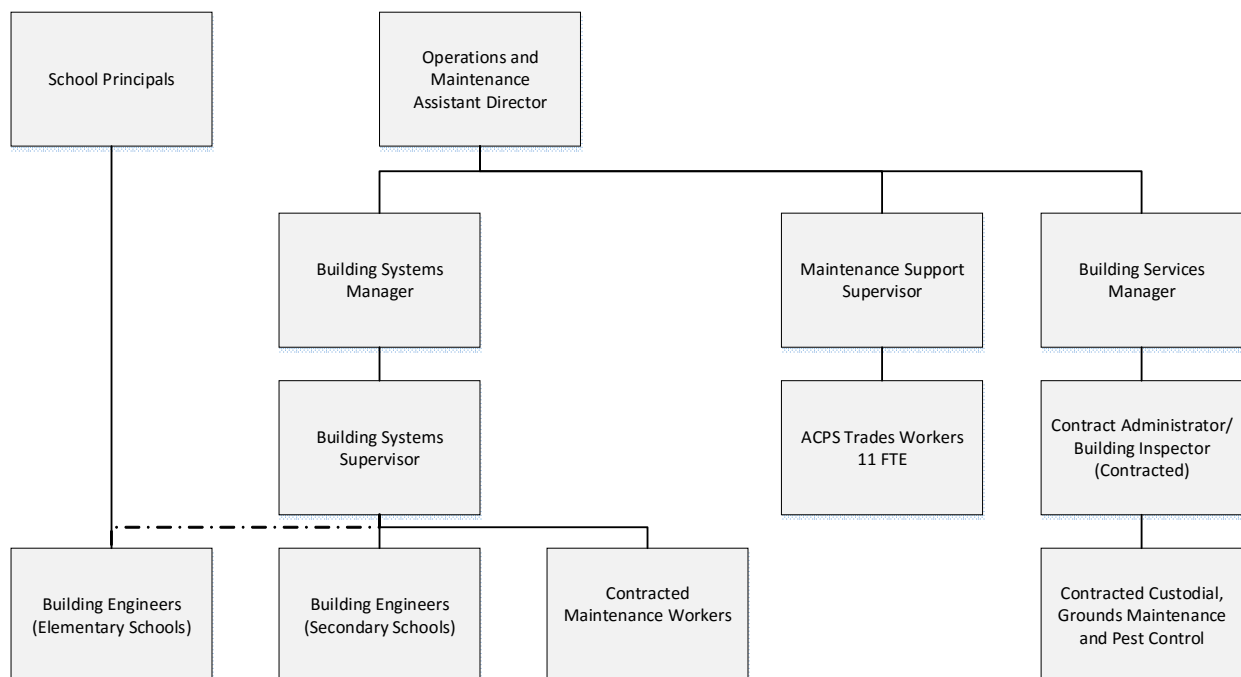 School Principals
Operations and
Maintenance
Assistant Director
Building Systems
Manager
Maintenance Support
Supervisor
Building Services
Manager
Building Systems
Supervisor
ACPS Trades Workers
11 FTE
Contract Administrator/
Building Inspector
(Contracted)
Building Engineers
(Elementary Schools)
Building Engineers
(Secondary Schools)
Contracted
Maintenance Workers
Contracted Custodial,
Grounds Maintenance
and Pest Control